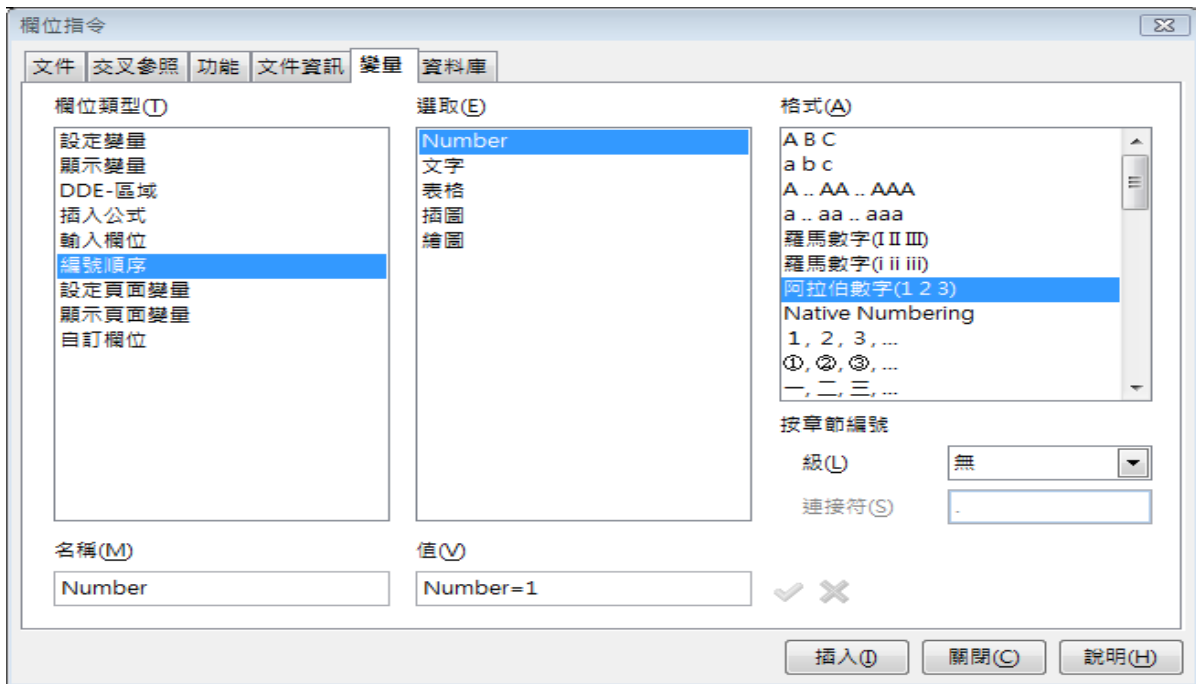 欄位指令
文件 交叉參照 功能 文件資訊 變量 資料庫
欄位類型(T)
設定變量
顯示變量
DDE-區域
插入公式
輸入欄位
編號順序
設定頁面變量
顯示頁面變量
自訂欄位
選取(E)
Number
文字
表格
插圖
繪圖
格式(A)
A B C
a b c
A .. AA .. AAA
a .. aa .. aaa
羅馬數字(I II III)
羅馬數字(i ii iii)
阿拉伯數字(1 2 3)
Native Numbering
1, 2, 3, ...
①, ②, ③, ...
一, 二, 三, ...
按章節編號
級(L) 無
連接符(S) .
名稱(M)
Number
值(V)
Number=1
插入(I) 關閉(C) 說明(H)